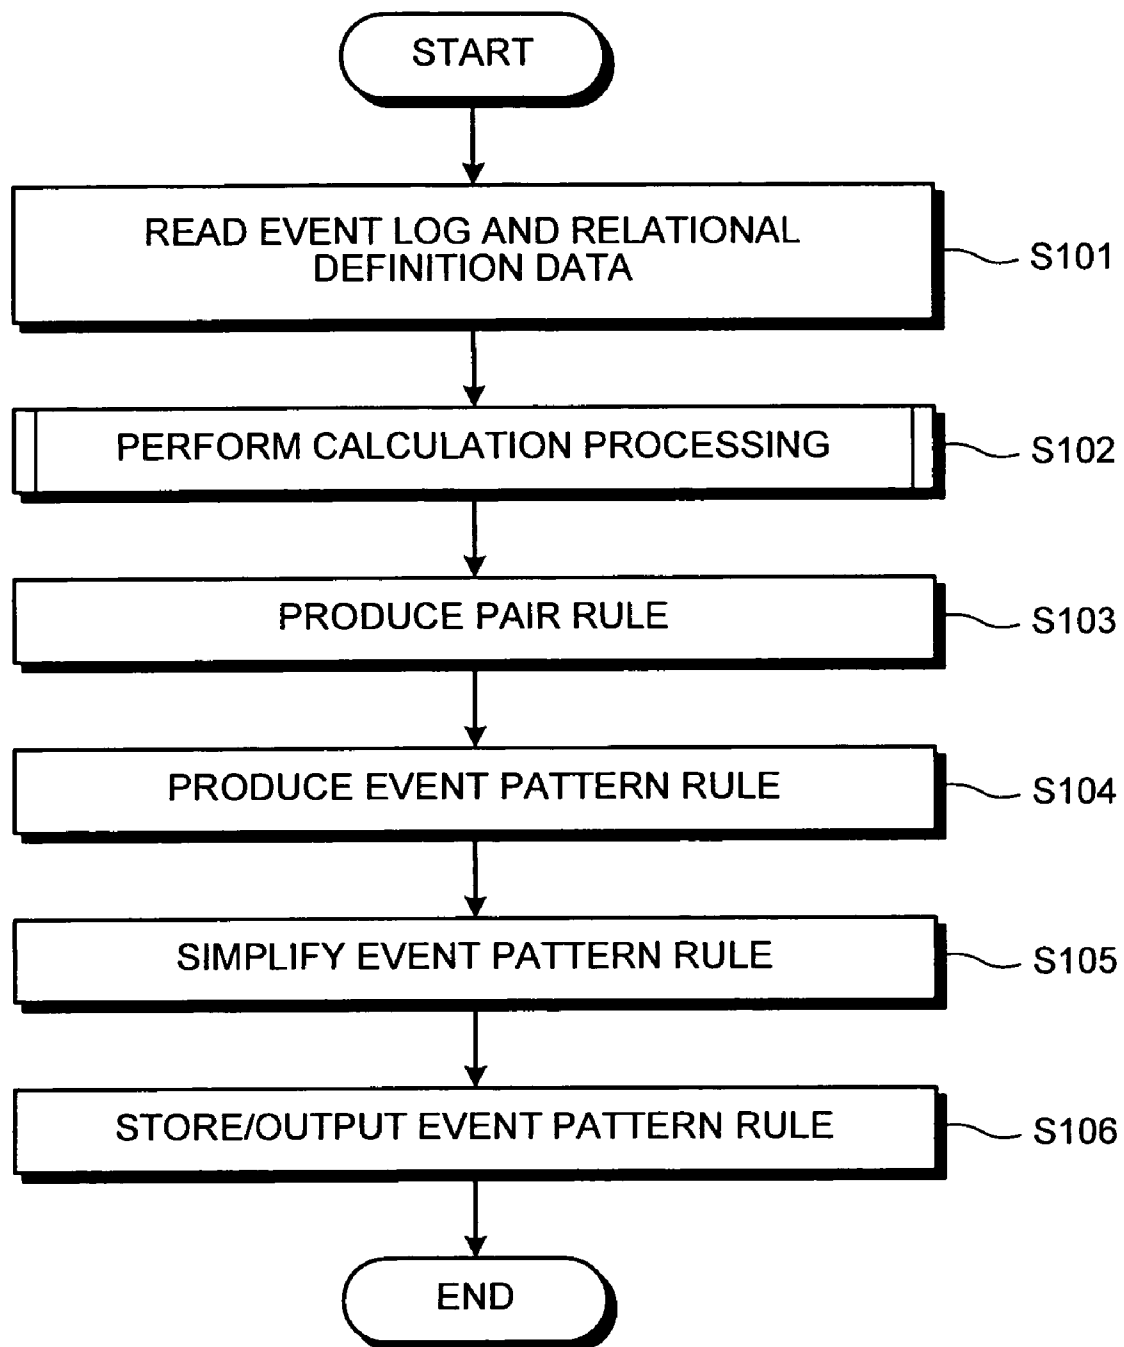 START
READ EVENT LOG AND RELATIONAL
DEFINITION DATA
S101
PERFORM CALCULATION PROCESSING
S102
PRODUCE PAIR RULE
S103
PRODUCE EVENT PATTERN RULE
S104
SIMPLIFY EVENT PATTERN RULE
S105
STORE/OUTPUT EVENT PATTERN RULE
S106
END